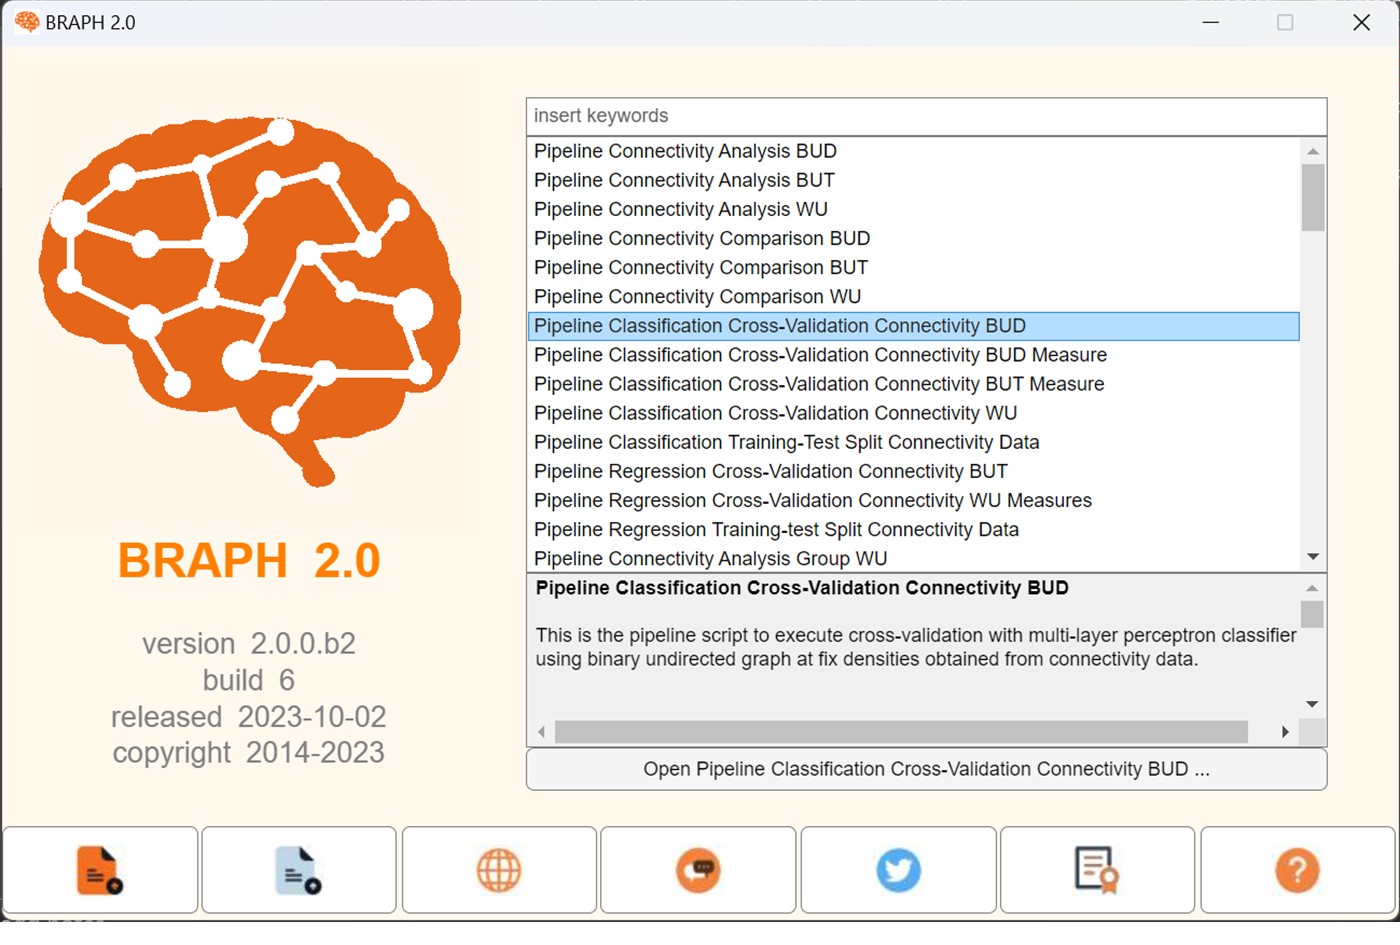 BRAPH 2.0
insert keywords
Pipeline Connectivity Analysis BUD
Pipeline Connectivity Analysis BUT
Pipeline Connectivity Analysis WU
Pipeline Connectivity Comparison BUD
Pipeline Connectivity Comparison BUT
Pipeline Connectivity Comparison WU
Pipeline Classification Cross-Validation Connectivity BUD
Pipeline Classification Cross-Validation Connectivity BUD Measure
Pipeline Classification Cross-Validation Connectivity BUT Measure
Pipeline Classification Cross-Validation Connectivity WU
Pipeline Classification Training-Test Split Connectivity Data
Pipeline Regression Cross-Validation Connectivity BUT
Pipeline Regression Cross-Validation Connectivity WU Measures
Pipeline Regression Training-test Split Connectivity Data
Pipeline Connectivity Analysis Group WU
Pipeline Classification Cross-Validation Connectivity BUD
This is the pipeline script to execute cross-validation with multi-layer perceptron classifier
using binary undirected graph at fix densities obtained from connectivity data.
Open Pipeline Classification Cross-Validation Connectivity BUD ...
BRAPH 2.0
version 2.0.0.b2
build 6
released 2023-10-02
copyright 2014-2023
?